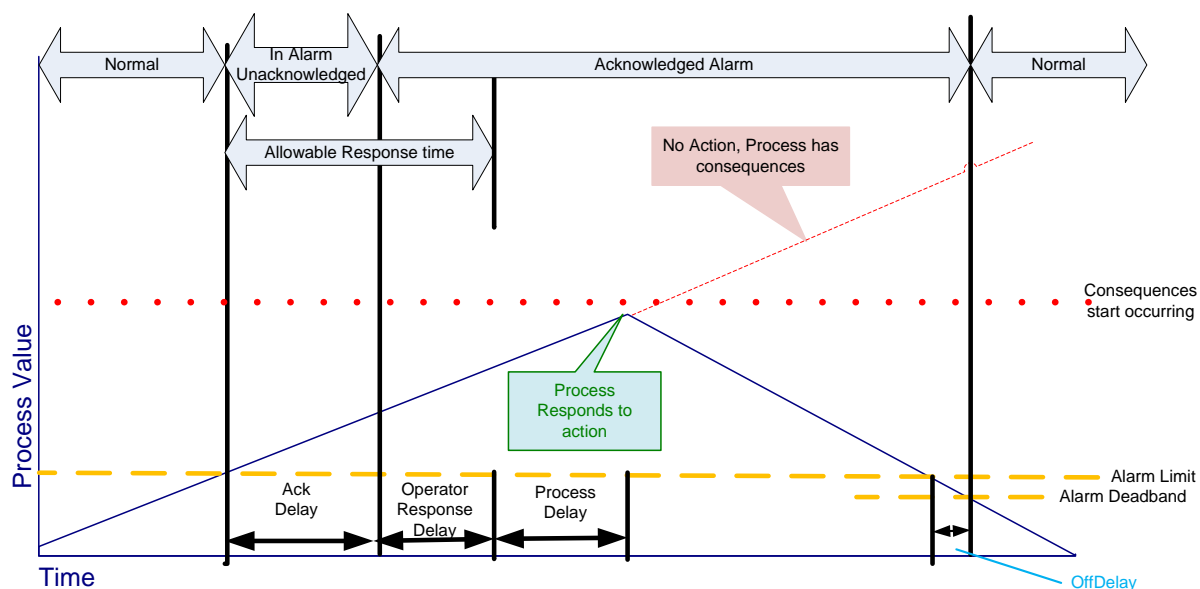 Normal
In Alarm
Unacknowledged
Acknowledged Alarm
Normal
Allowable Response time
No Action, Process has
consequences
Consequences
start occurring
Process Value
Process
Responds to
action
Alarm Limit
Alarm Deadband
Ack
Delay
Operator
Response
Delay
Process
Delay
Time
OffDelay